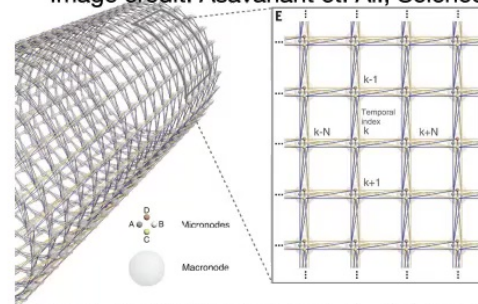 Image credit: Asavanant et. Al., Science
E
k-1
Temporal
index
k-N
k
k+N
k+1
D
A
B
C
Micronodes
Macronode